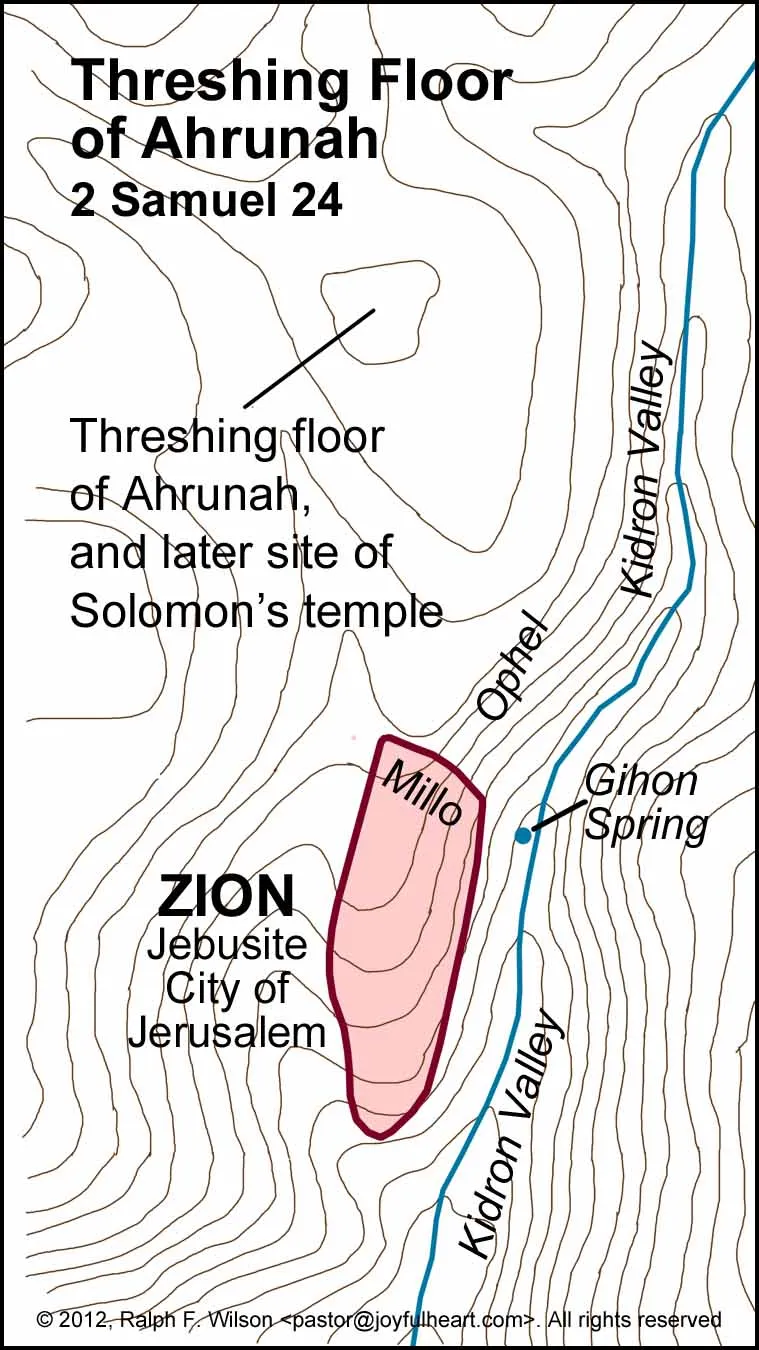 Threshing Floor
of Ahrunah
2 Samuel 24
Kidron Valley
Threshing floor
of Ahrunah,
and later site of
Solomon's temple
Ophel
Millo
Gihon
Spring
ZION
Jebusite
City of
Jerusalem
Kidron Valley
© 2012, Ralph F. Wilson <pastor@joyfulheart.com>. All rights reserved